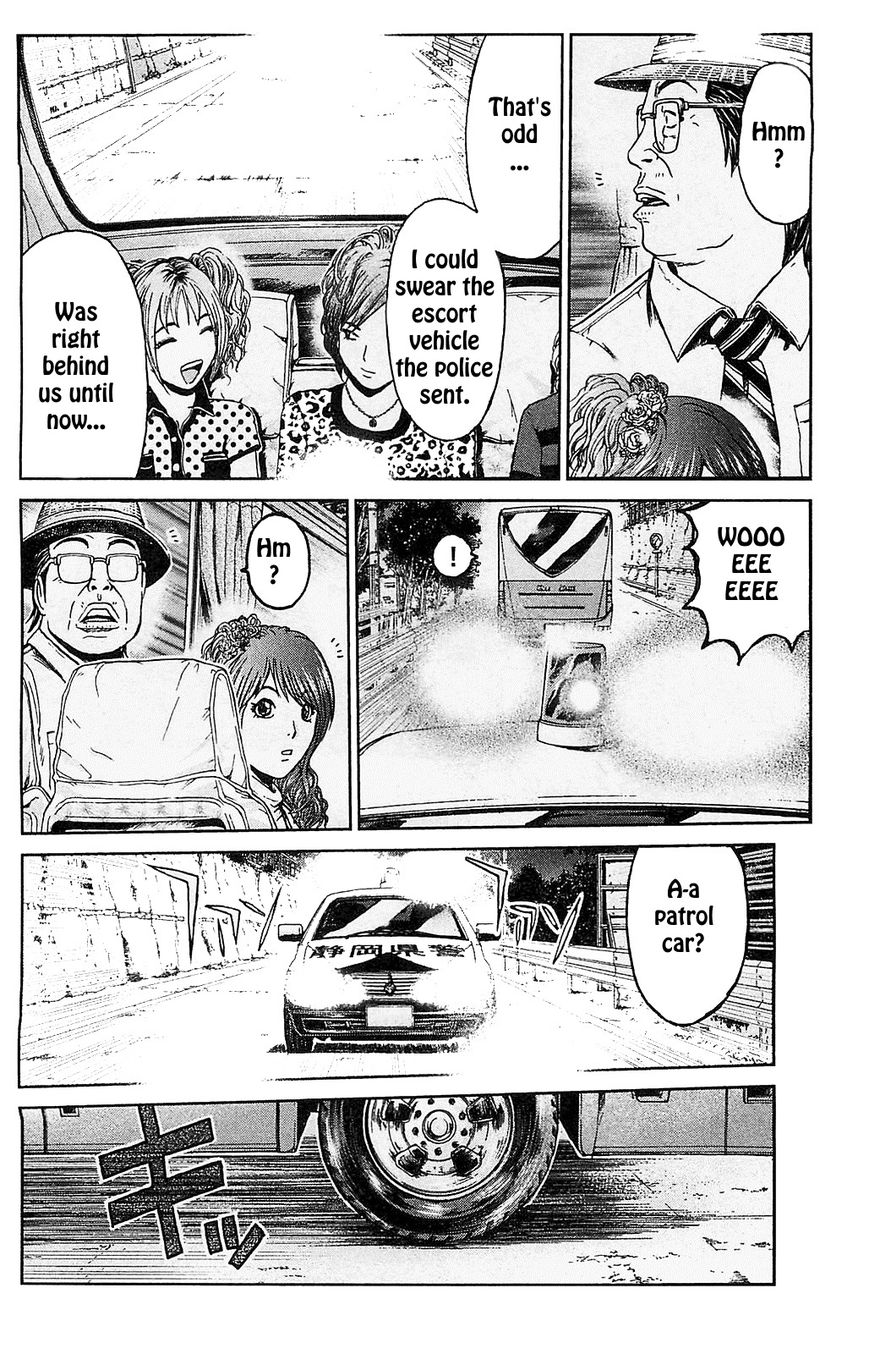 Hmm
?
That's
odd
...
I could
swear the
escort
vehicle
the police
sent.
Was
right
behind
us until
now...
WOOO
EEE
EEEE
!
Hm
?
A-a
patrol
car?
静岡県警
キッ